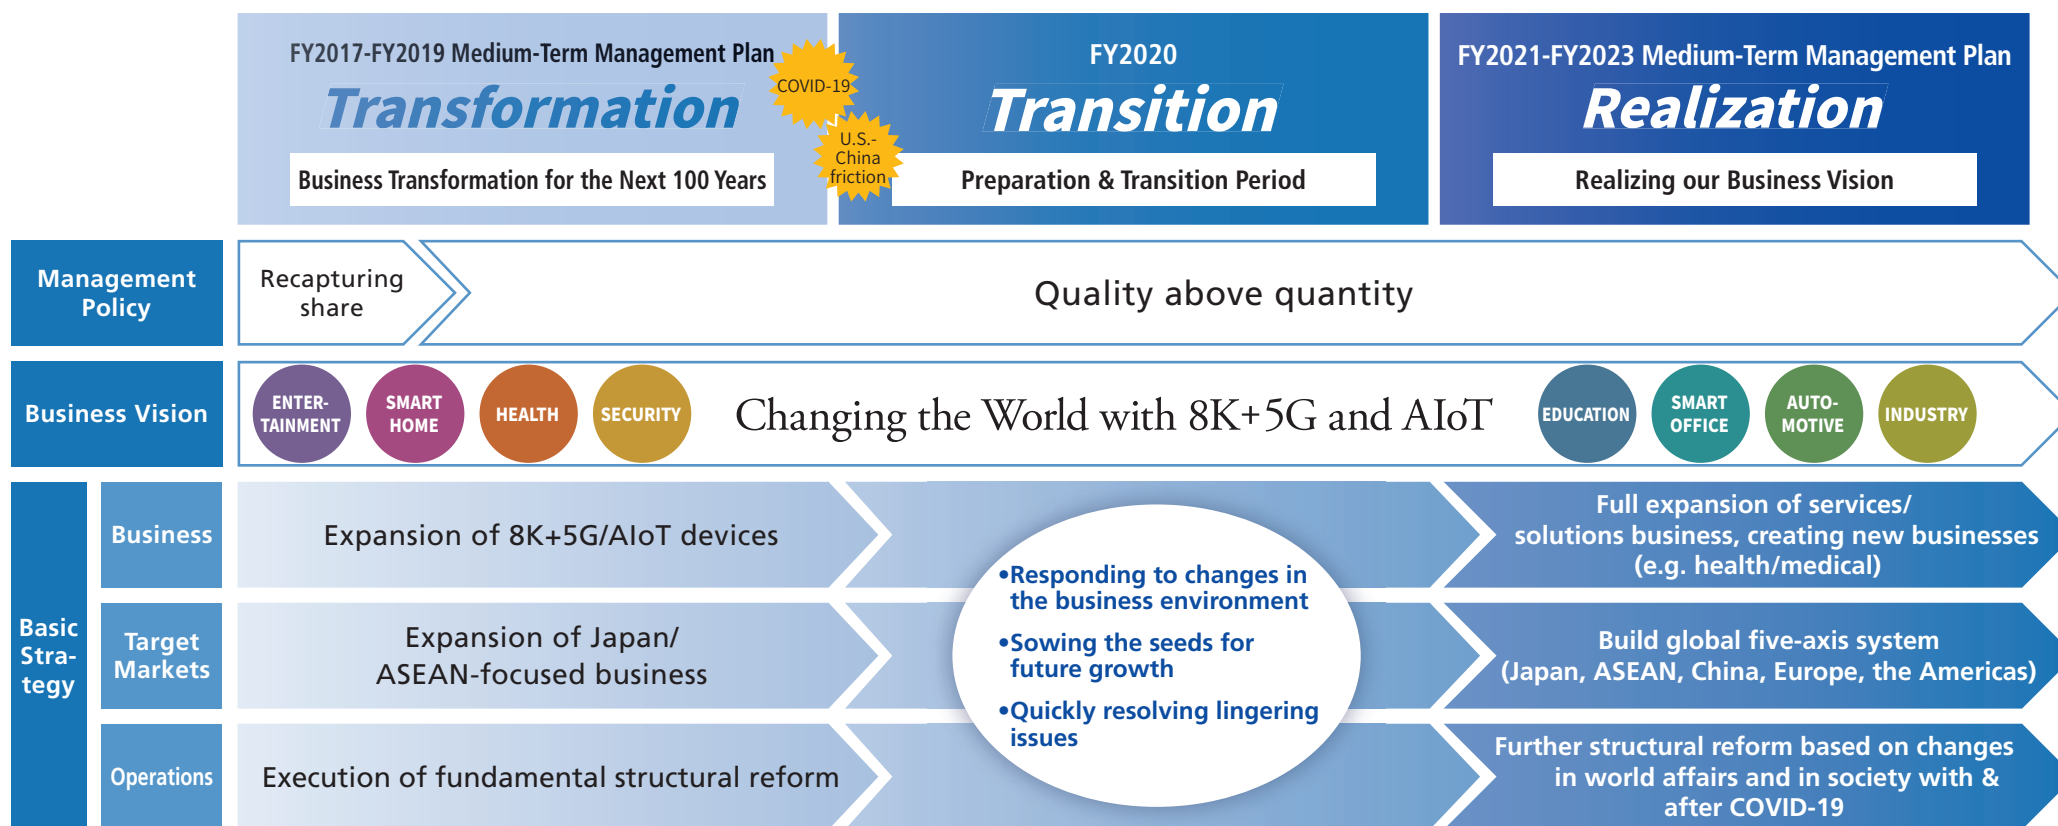 FY2017-FY2019 Medium-Term Management Plan
Transformation
Business Transformation for the Next 100 Years
COVID-19
U.S.-
China
friction
FY2020
Transition
Preparation & Transition Period
FY2021-FY2023 Medium-Term Management Plan
Realization
Realizing our Business Vision
Management
Policy
Recapturing
share
Quality above quantity
Business Vision
ENTER-
TAINMENT
SMART
HOME
HEALTH
SECURITY
Changing the World with 8K+5G and AIoT
EDUCATION
SMART
OFFICE
AUTO-
MOTIVE
INDUSTRY
Basic
Stra-
tegy
Business
Expansion of 8K+5G/AIoT devices
Full expansion of services/
solutions business, creating new businesses
(e.g. health/medical)
Target
Markets
Expansion of Japan/
ASEAN-focused business
Build global five-axis system
(Japan, ASEAN, China, Europe, the Americas)
Operations
Execution of fundamental structural reform
Further structural reform based on changes
in world affairs and in society with &
after COVID-19
•Responding to changes in
the business environment
•Sowing the seeds for
future growth
•Quickly resolving lingering
issues